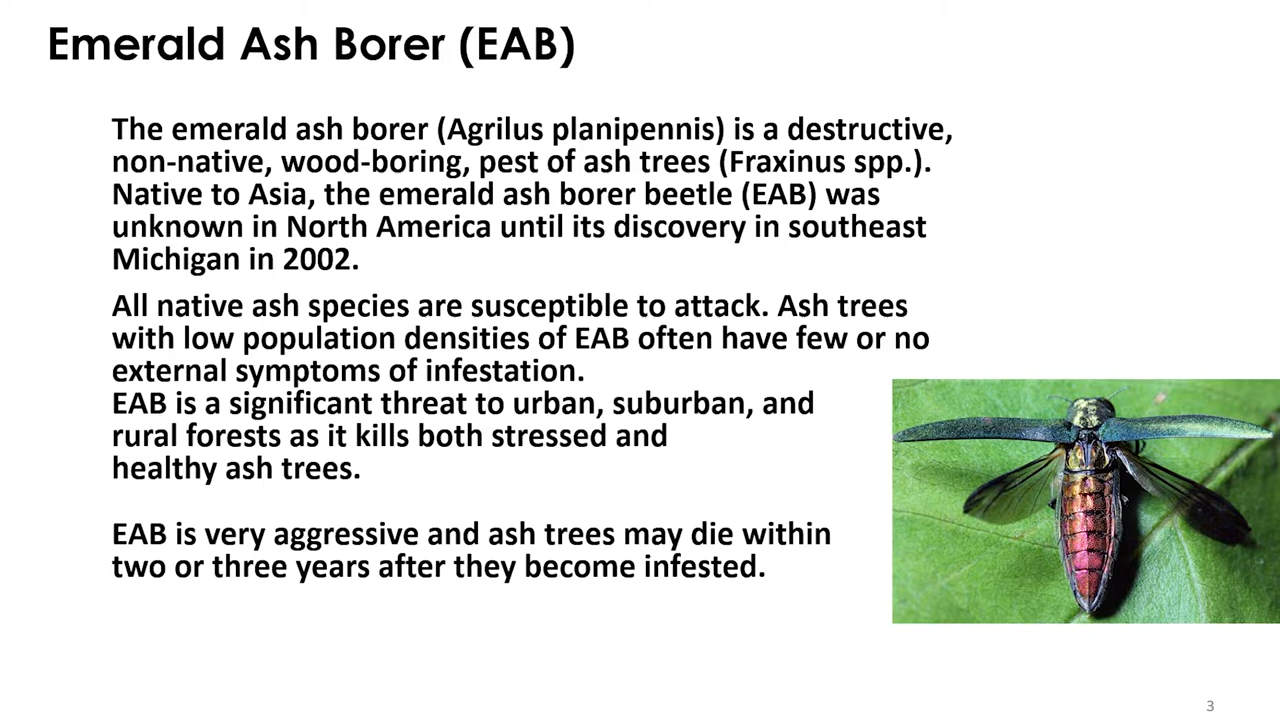 Emerald Ash Borer (EAB)
The emerald ash borer (Agrilus planipennis) is a destructive,
non-native, wood-boring, pest of ash trees (Fraxinus spp.).
Native to Asia, the emerald ash borer beetle (EAB) was
unknown in North America until its discovery in southeast
Michigan in 2002.
All native ash species are susceptible to attack. Ash trees
with low population densities of EAB often have few or no
external symptoms of infestation.
EAB is a significant threat to urban, suburban, and
rural forests as it kills both stressed and
healthy ash trees.
EAB is very aggressive and ash trees may die within
two or three years after they become infested.
3